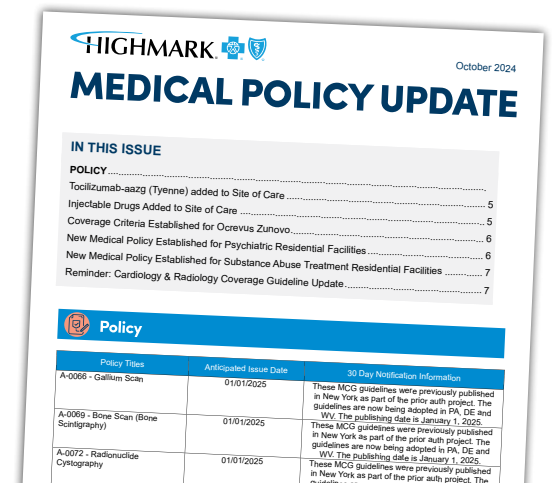 HIGHMARK
October 2024
MEDICAL POLICY UPDATE
IN THIS ISSUE
POLICY
Tocilizumab-aazg (Tyenne) added to Site of Care 5
Injectable Drugs Added to Site of Care 5
Coverage Criteria Established for Ocrevus Zunovo 6
New Medical Policy Established for Psychiatric Residential Facilities 6
New Medical Policy Established for Substance Abuse Treatment Residential Facilities 7
Reminder: Cardiology & Radiology Coverage Guideline Update 7
Policy
Policy Titles Anticipated Issue Date 30 Day Notification Information
A-0066 - Gallium Scan 01/01/2025 These MCG guidelines were previously published
in New York as part of the prior auth project. The
guidelines are now being adopted in PA, DE and
WV. The publishing date is January 1, 2025.
A-0069 - Bone Scan (Bone
Scintigraphy) 01/01/2025 These MCG guidelines were previously published
in New York as part of the prior auth project. The
guidelines are now being adopted in PA, DE and
WV. The publishing date is January 1, 2025.
A-0072 - Radionuclide
Cystography 01/01/2025 These MCG guidelines were previously published
in New York as part of the prior auth project. The